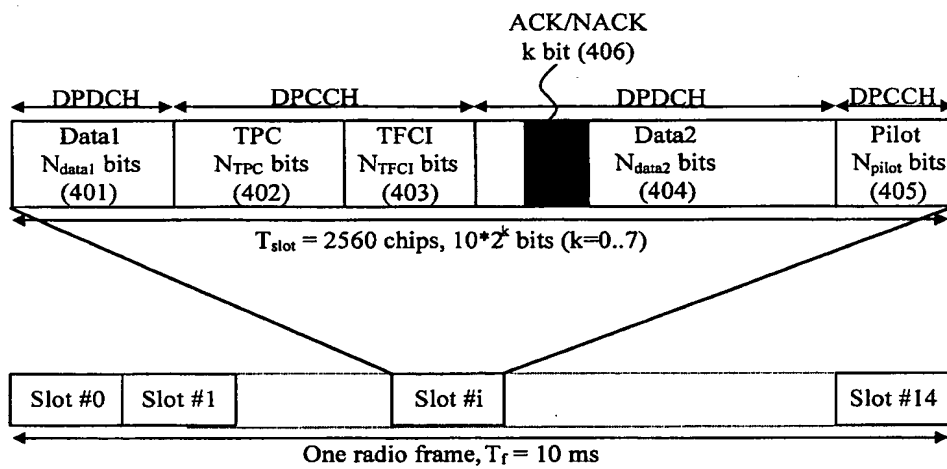 ACK/NACK
k bit (406)
DPDCH DPCCH DPDCH DPCCH
Data1 TPC TFCI Data2 Pilot
N_data1 bits N_TPC bits N_TFCI bits N_data2 bits N_pilot bits
(401) (402) (403) (404) (405)
T_slot = 2560 chips, 10*2^k bits (k=0..7)
Slot #0 Slot #1 Slot #i Slot #14
One radio frame, T_f = 10 ms